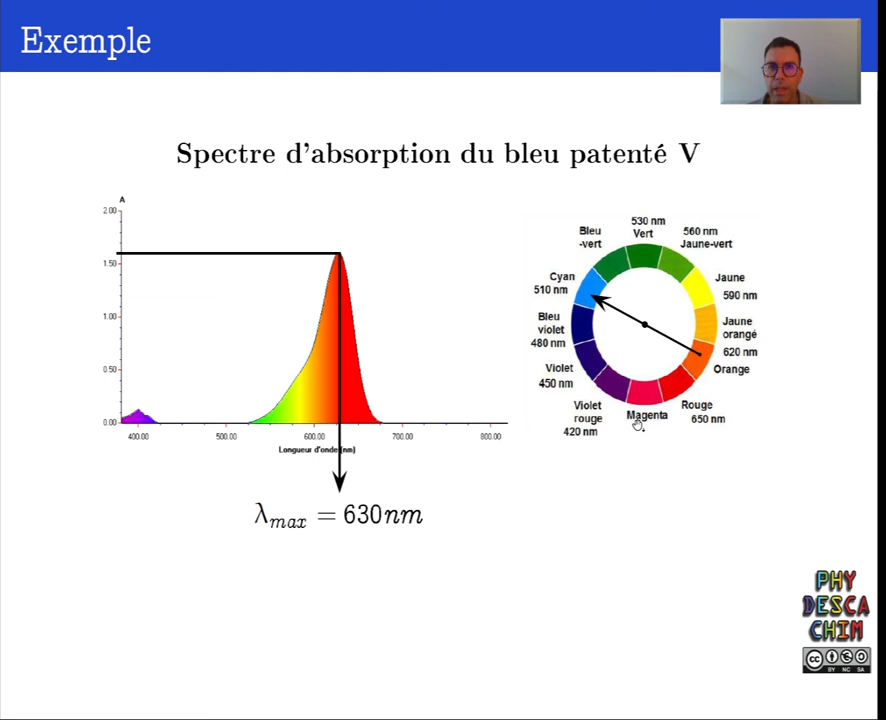 Exemple
Spectre d'absorption du bleu patenté V
A
2.00
1.50
1.00
0.50
0.00
400.00
500.00
600.00
700.00
800.00
Longueur d'onde (nm)
λmax = 630nm
530 nm
Vert
560 nm
Jaune-vert
Jaune
590 nm
Jaune
orangé
620 nm
Orange
Rouge
650 nm
Magenta
Violet
rouge
420 nm
Violet
450 nm
Bleu
violet
480 nm
Cyan
510 nm
Bleu
-vert
PHY
DESCA
CHIM
CC
BY NC SA